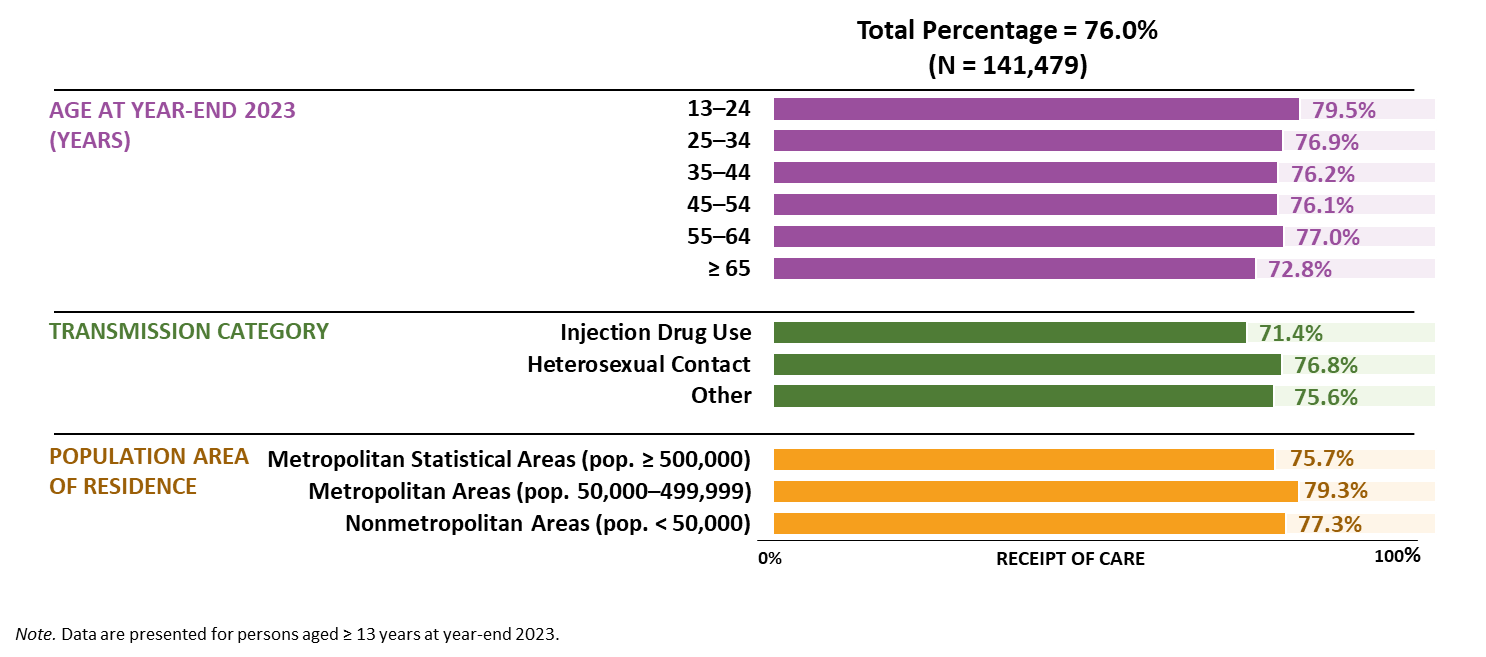 Total Percentage = 76.0%
(N = 141,479)
AGE AT YEAR-END 2023
(YEARS)
13–24 79.5%
25–34 76.9%
35–44 76.2%
45–54 76.1%
55–64 77.0%
≥ 65 72.8%
TRANSMISSION CATEGORY
Injection Drug Use 71.4%
Heterosexual Contact 76.8%
Other 75.6%
POPULATION AREA
OF RESIDENCE
Metropolitan Statistical Areas (pop. ≥ 500,000) 75.7%
Metropolitan Areas (pop. 50,000–499,999) 79.3%
Nonmetropolitan Areas (pop. < 50,000) 77.3%
0% RECEIPT OF CARE 100%
Note. Data are presented for persons aged ≥ 13 years at year-end 2023.